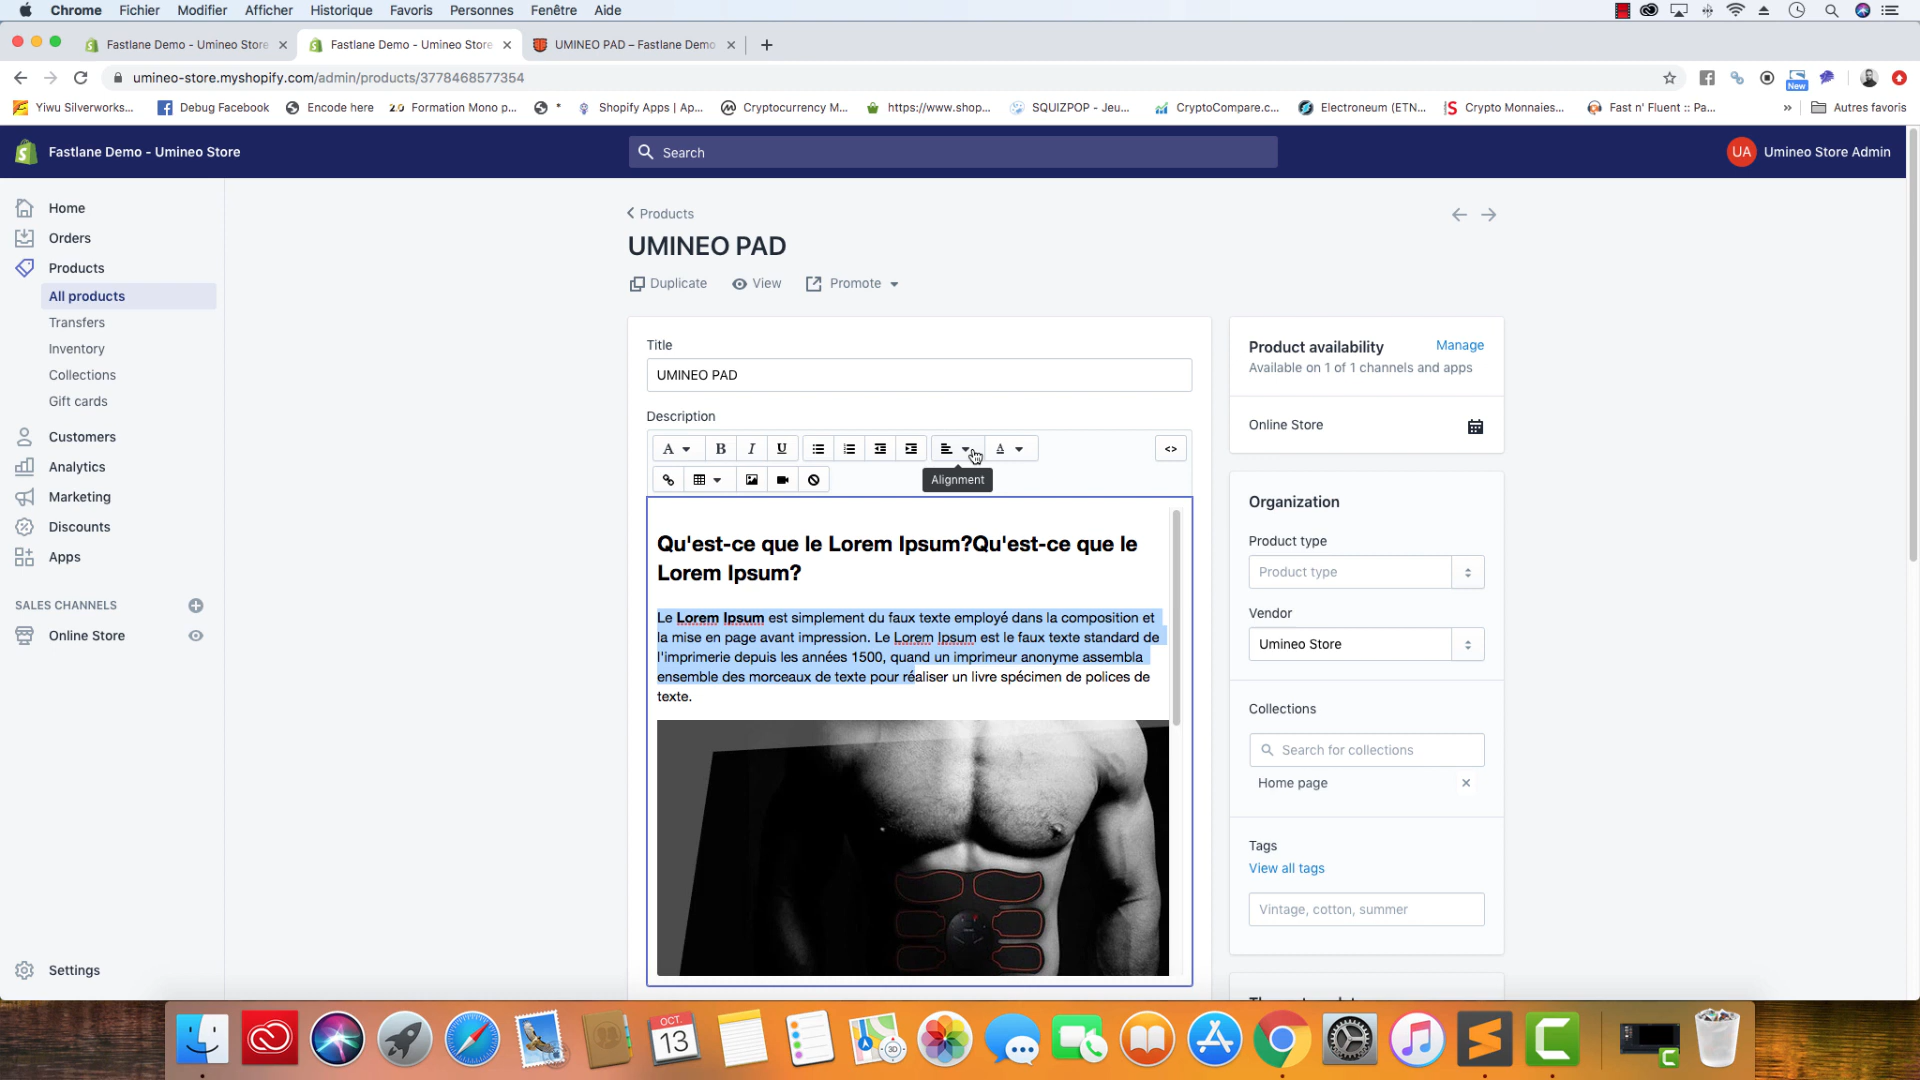 Chrome Fichier Modifier Afficher Historique Favoris Personnes Fenêtre Aide
Fastlane Demo - Umineo Store
Fastlane Demo - Umineo Store
UMINEO PAD – Fastlane Demo
umineo-store.myshopify.com/admin/products/3778468577354
New
Yiwu Silverworks...
Debug Facebook
Encode here
2.0 Formation Mono p...
*
Shopify Apps | Ap...
Cryptocurrency M...
https://www.shop...
SQUIZPOP - Jeu...
CryptoCompare.c...
Electroneum (ETN...
Crypto Monnaies...
Fast n' Fluent :: Pa...
»
Autres favoris
Fastlane Demo - Umineo Store
Search
UA
Umineo Store Admin
Home
Orders
Products
All products
Transfers
Inventory
Collections
Gift cards
Customers
Analytics
Marketing
Discounts
Apps
SALES CHANNELS
Online Store
Settings
Products
UMINEO PAD
Duplicate View Promote
Title
UMINEO PAD
Description
A B I U A <>
Alignment
Qu'est-ce que le Lorem Ipsum?Qu'est-ce que le
Lorem Ipsum?
Le Lorem Ipsum est simplement du faux texte employé dans la composition et
la mise en page avant impression. Le Lorem Ipsum est le faux texte standard de
l'imprimerie depuis les années 1500, quand un imprimeur anonyme assembla
ensemble des morceaux de texte pour réaliser un livre spécimen de polices de
texte.
Product availability Manage
Available on 1 of 1 channels and apps
Online Store
Organization
Product type
Product type
Vendor
Umineo Store
Collections
Search for collections
Home page
Tags
View all tags
Vintage, cotton, summer
OCT.
13
3D